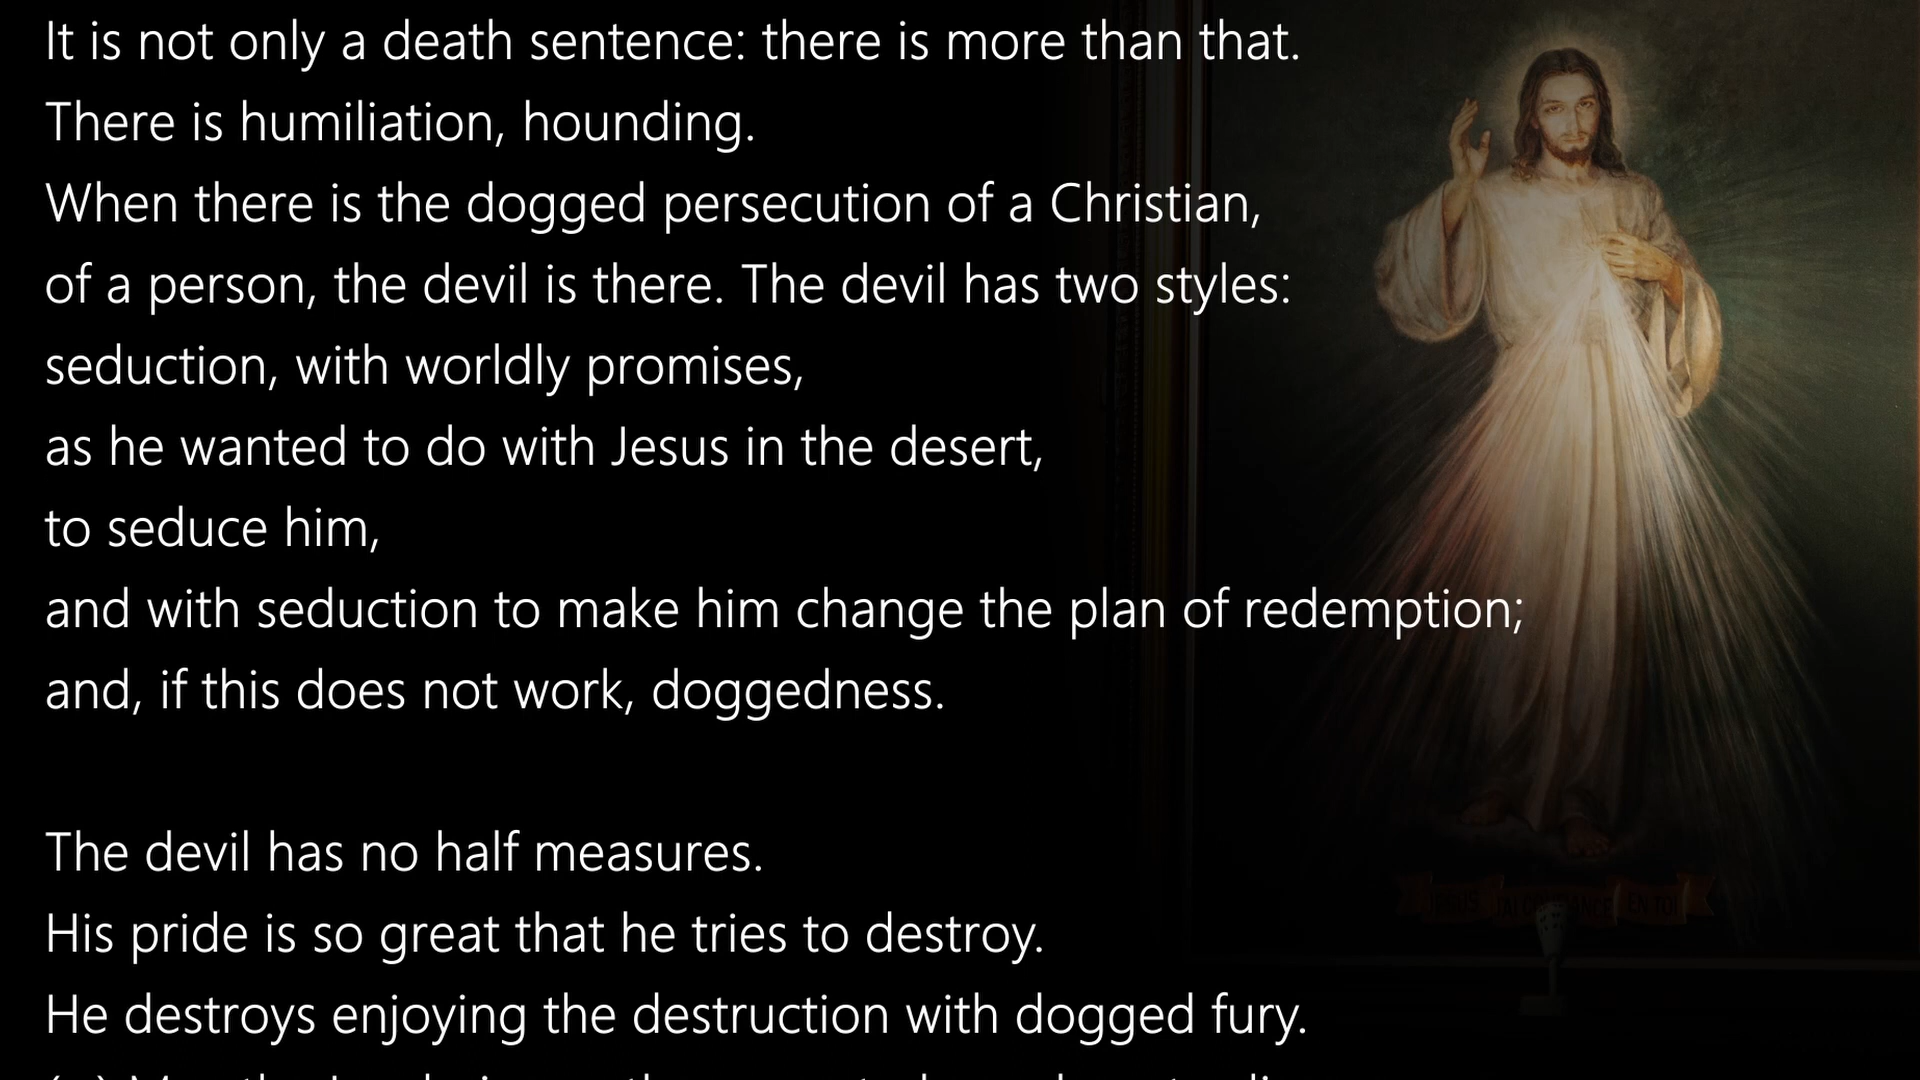 It is not only a death sentence: there is more than that.
There is humiliation, hounding.
When there is the dogged persecution of a Christian,
of a person, the devil is there. The devil has two styles:
seduction, with worldly promises,
as he wanted to do with Jesus in the desert,
to seduce him,
and with seduction to make him change the plan of redemption;
and, if this does not work, doggedness.
The devil has no half measures.
His pride is so great that he tries to destroy.
He destroys enjoying the destruction with dogged fury.
EN TOI